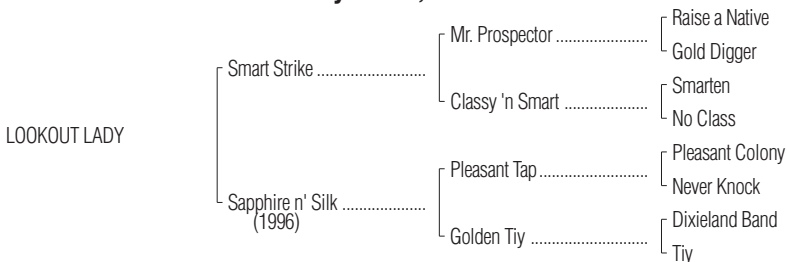 Raise a Native
Mr. Prospector ......................
Gold Digger
Smart Strike ..........................
Smarten
Classy 'n Smart ....................
No Class
LOOKOUT LADY
Pleasant Colony
Pleasant Tap ..........................
Never Knock
Sapphire n' Silk ....................
(1996)
Dixieland Band
Golden Tiy ............................
Tiy